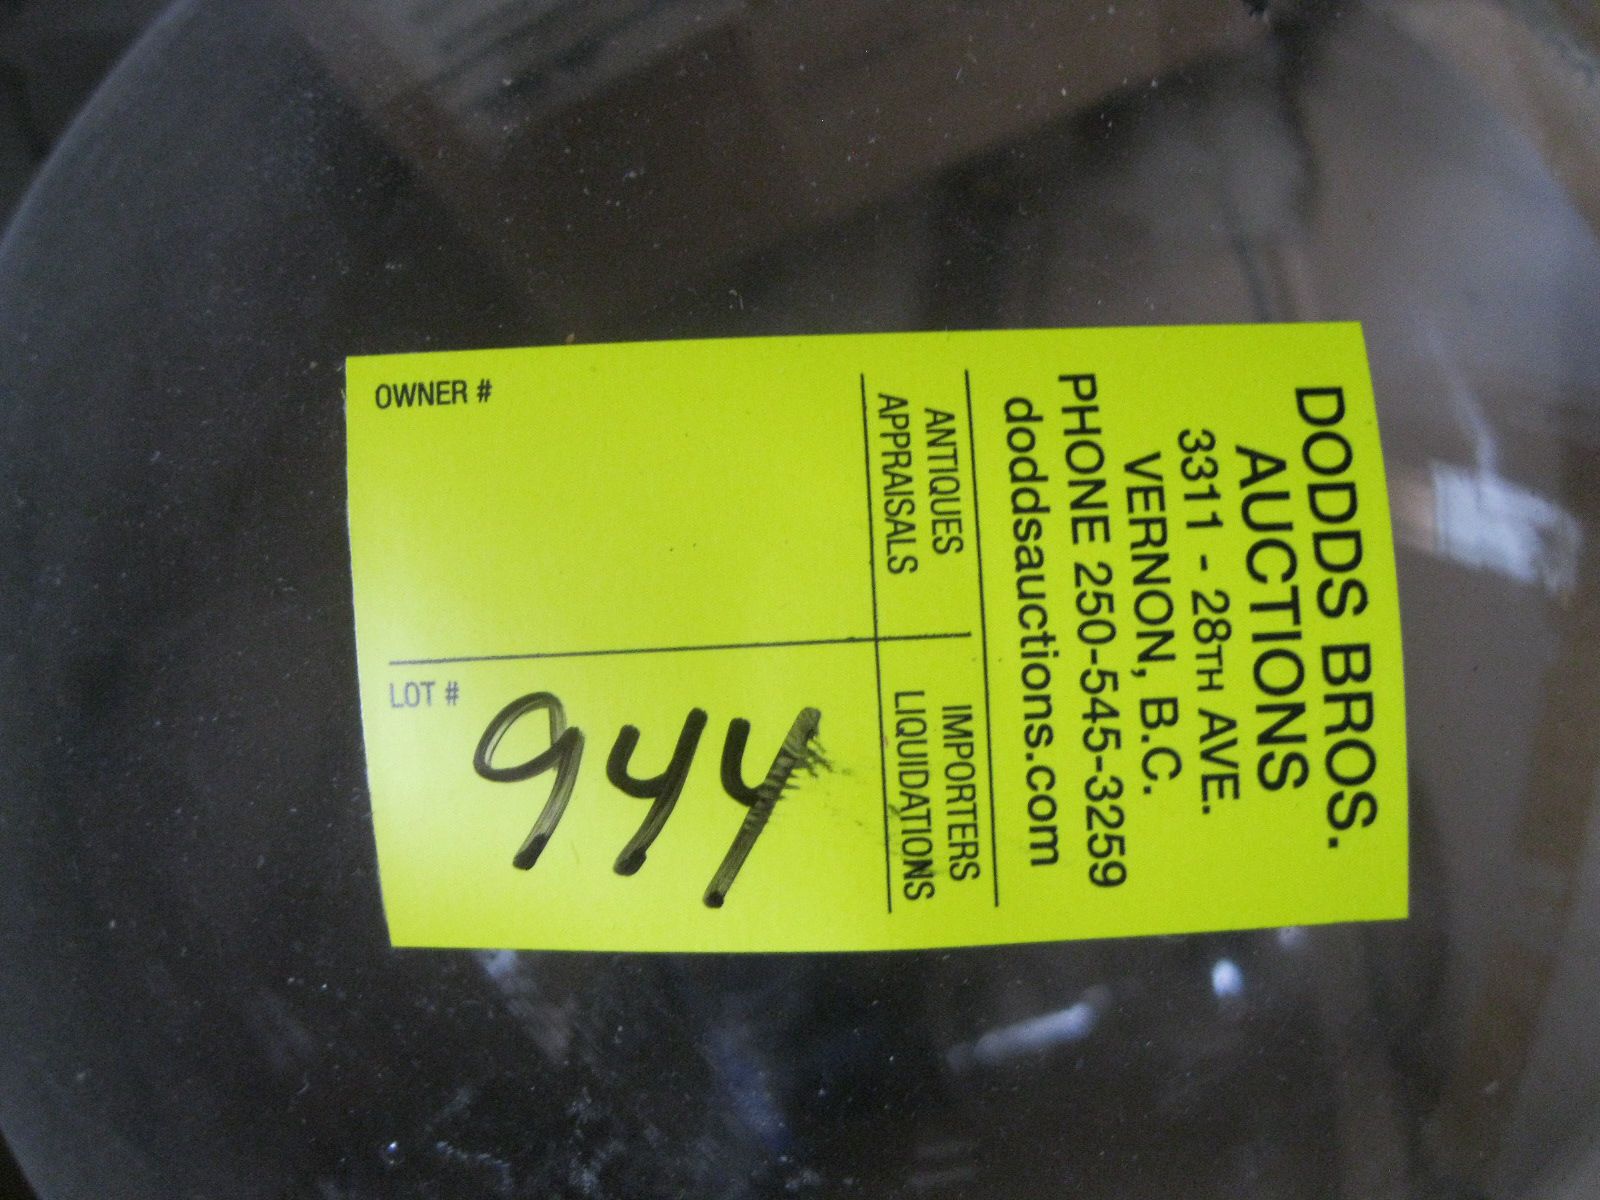 DODDS BROS.
AUCTIONS
3311 - 28TH AVE.
VERNON, B.C.
PHONE 250-545-3259
doddsauctions.com
ANTIQUES IMPORTERS
APPRAISALS LIQUIDATIONS
OWNER #
LOT #
944